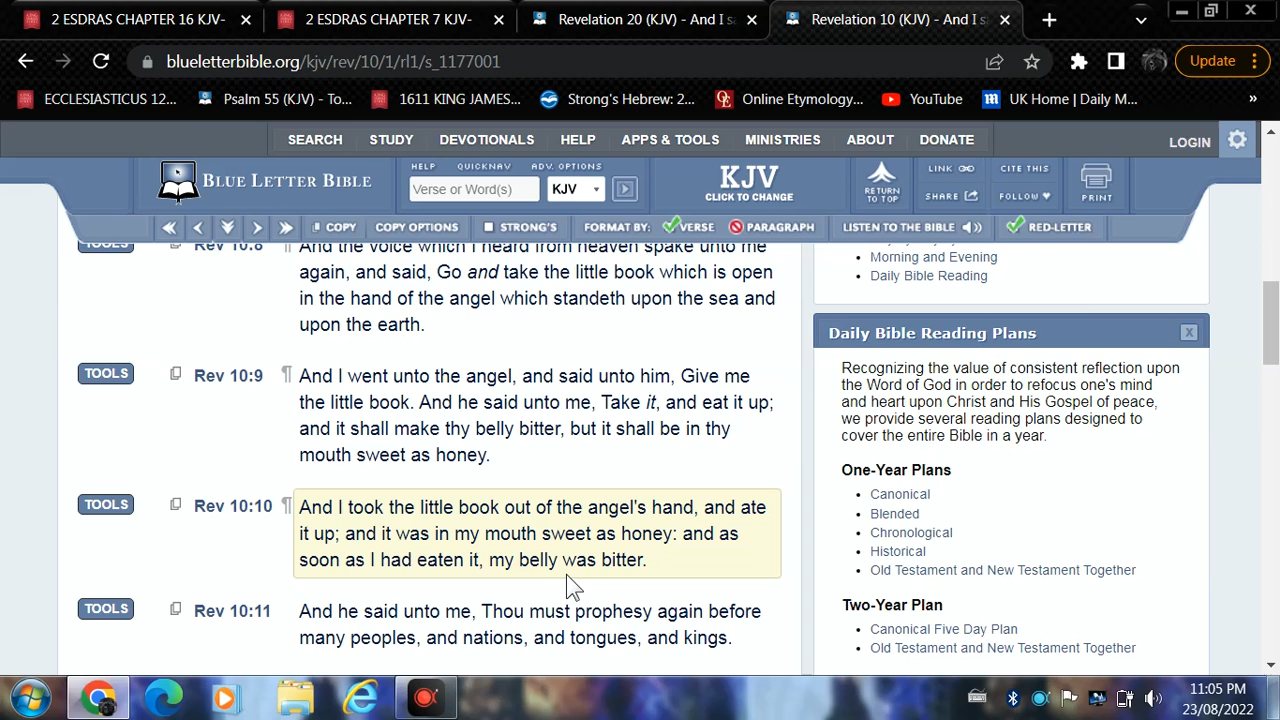 2 ESDRAS CHAPTER 16 KJV-
2 ESDRAS CHAPTER 7 KJV-
Revelation 20 (KJV) - And I sa
Revelation 10 (KJV) - And I s
blueletterbible.org/kjv/rev/10/1/rl1/s_1177001
Update
ECCLESIASTICUS 12...
Psalm 55 (KJV) - To...
1611 KING JAMES...
Strong's Hebrew: 2...
Online Etymology...
YouTube
UK Home | Daily M...
»
SEARCH STUDY DEVOTIONALS HELP APPS & TOOLS MINISTRIES ABOUT DONATE
LOGIN
BLUE LETTER BIBLE
HELP QUICKNAV ADV. OPTIONS
Verse or Word(s) KJV
KJV
CLICK TO CHANGE
RETURN
TO TOP
LINK
SHARE
CITE THIS
FOLLOW
PRINT
COPY COPY OPTIONS STRONG'S FORMAT BY: VERSE PARAGRAPH LISTEN TO THE BIBLE RED-LETTER
TOOLS Rev 10:8 And the voice which I heard from heaven spake unto me
again, and said, Go and take the little book which is open
in the hand of the angel which standeth upon the sea and
upon the earth.
TOOLS Rev 10:9 ¶ And I went unto the angel, and said unto him, Give me
the little book. And he said unto me, Take it, and eat it up;
and it shall make thy belly bitter, but it shall be in thy
mouth sweet as honey.
TOOLS Rev 10:10 ¶ And I took the little book out of the angel's hand, and ate
it up; and it was in my mouth sweet as honey: and as
soon as I had eaten it, my belly was bitter.
TOOLS Rev 10:11 And he said unto me, Thou must prophesy again before
many peoples, and nations, and tongues, and kings.
Morning and Evening
Daily Bible Reading
Daily Bible Reading Plans
Recognizing the value of consistent reflection upon
the Word of God in order to refocus one's mind
and heart upon Christ and His Gospel of peace,
we provide several reading plans designed to
cover the entire Bible in a year.
One-Year Plans
Canonical
Blended
Chronological
Historical
Old Testament and New Testament Together
Two-Year Plan
Canonical Five Day Plan
Old Testament and New Testament Together
11:05 PM
23/08/2022